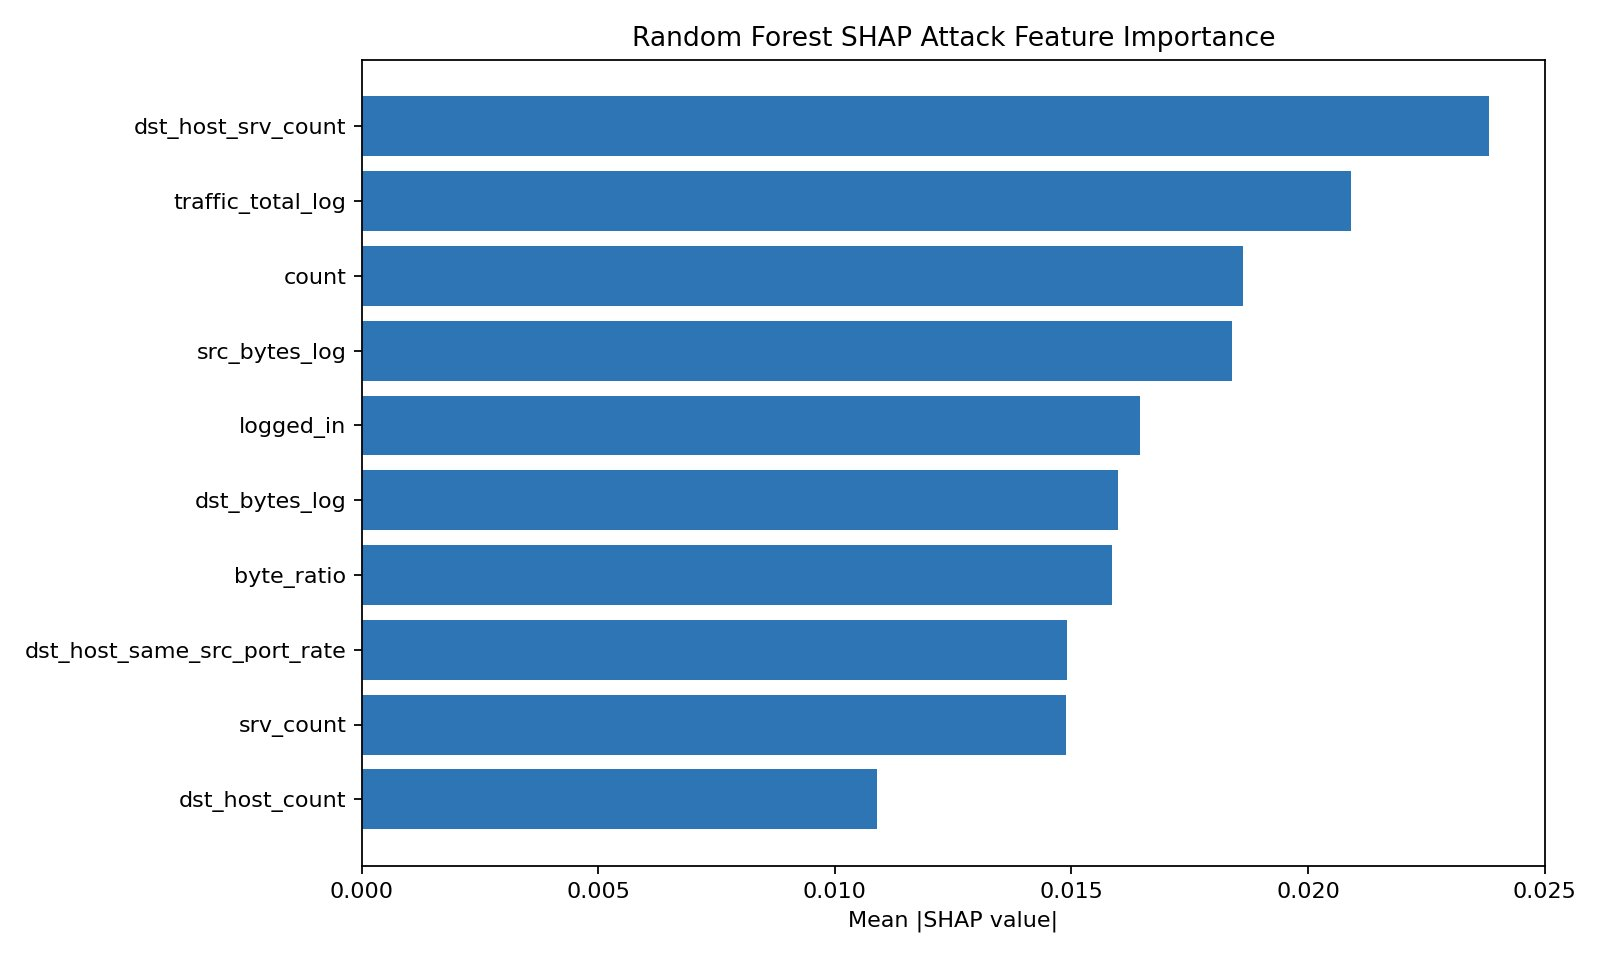 Random Forest SHAP Attack Feature Importance
dst_host_srv_count
traffic_total_log
count
src_bytes_log
logged_in
dst_bytes_log
byte_ratio
dst_host_same_src_port_rate
srv_count
dst_host_count
0.000 0.005 0.010 0.015 0.020 0.025
Mean |SHAP value|